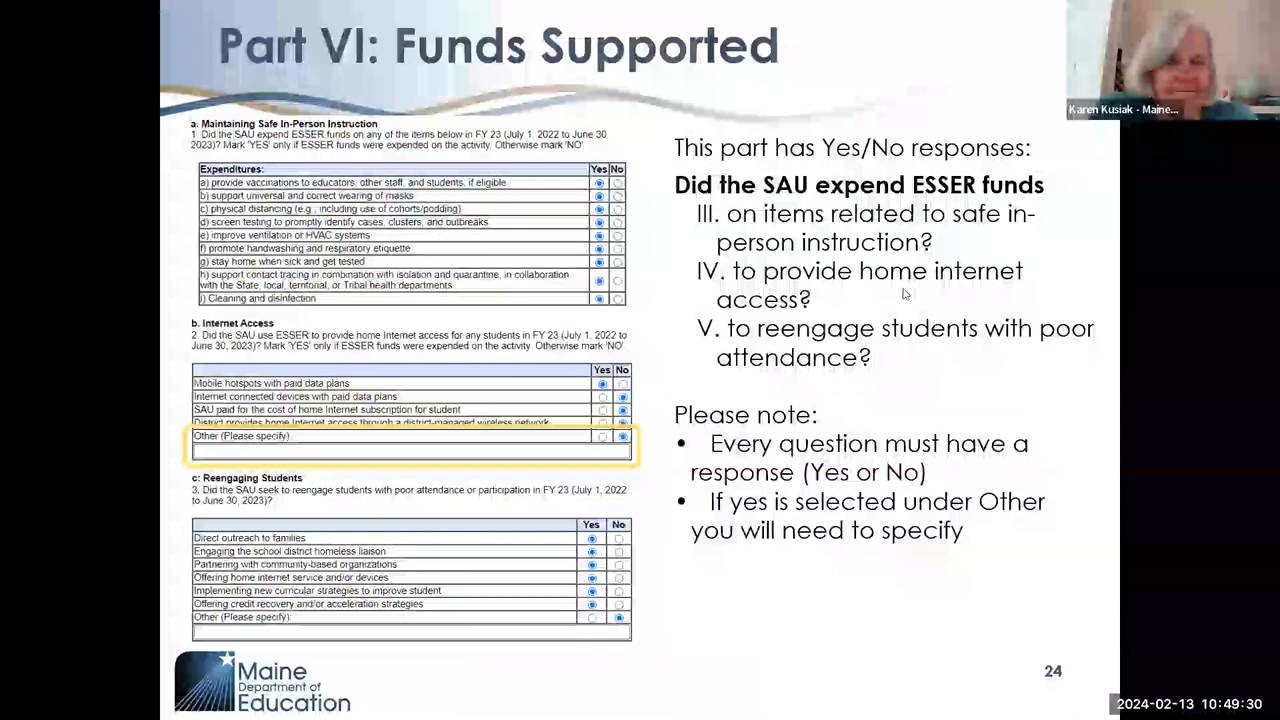 Part VI: Funds Supported
Karen Kusiak - Maine...
a. Maintaining Safe In-Person Instruction
1. Did the SAU expend ESSER funds on any of the items below in FY 23 (July 1, 2022 to June 30,
2023)? Mark 'YES' only if ESSER funds were expended on the activity. Otherwise mark 'NO'
Expenditures: Yes No
a) provide vaccinations to educators, other staff, and students, if eligible
b) support universal and correct wearing of masks
c) physical distancing (e.g., including use of cohorts/podding)
d) screen testing to promptly identify cases, clusters, and outbreaks
e) improve ventilation or HVAC systems
f) promote handwashing and respiratory etiquette
g) stay home when sick and get tested
h) support contact tracing in combination with isolation and quarantine, in collaboration
with the State, local, territorial, or Tribal health departments
i) Cleaning and disinfection
b. Internet Access
2. Did the SAU use ESSER to provide home Internet access for any students in FY 23 (July 1, 2022 to
June 30, 2023)? Mark 'YES' only if ESSER funds were expended on the activity. Otherwise mark 'NO'
Yes No
Mobile hotspots with paid data plans
Internet connected devices with paid data plans
SAU paid for the cost of home Internet subscription for student
District provides home Internet access through a district-managed wireless network
Other (Please specify)
c: Reengaging Students
3. Did the SAU seek to reengage students with poor attendance or participation in FY 23 (July 1, 2022
to June 30, 2023)?
Yes No
Direct outreach to families
Engaging the school district homeless liaison
Partnering with community-based organizations
Offering home internet service and/or devices
Implementing new curricular strategies to improve student
Offering credit recovery and/or acceleration strategies
Other (Please specify)
This part has Yes/No responses:
Did the SAU expend ESSER funds
III. on items related to safe in-
person instruction?
IV. to provide home internet
access?
V. to reengage students with poor
attendance?
Please note:
• Every question must have a
response (Yes or No)
• If yes is selected under Other
you will need to specify
Maine
Department of
Education
24
2024-02-13 10:49:30